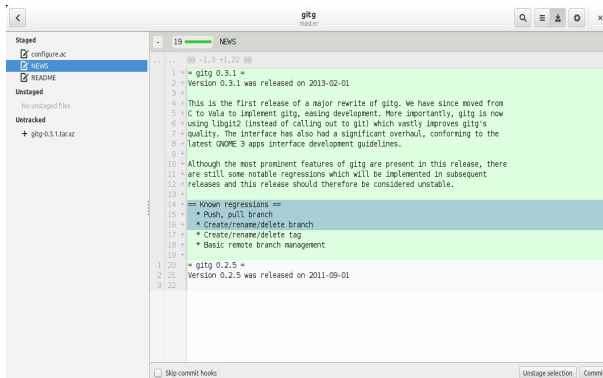 gitg
master
Staged
configure.ac
NEWS
README
Unstaged
No unstaged files
Untracked
+ gitg-0.3.1.tar.xz
- 19 NEWS
.. .. @@ -1,3 +1,22 @@
1 + = gitg 0.3.1 =
2 + Version 0.3.1 was released on 2013-02-01
3 +
4 + This is the first release of a major rewrite of gitg. We have since moved from
5 + C to Vala to implement gitg, easing development. More importantly, gitg is now
6 + using libgit2 (instead of calling out to git) which vastly improves gitg's
7 + quality. The interface has also had a significant overhaul, conforming to the
8 + latest GNOME 3 apps interface development guidelines.
9 +
10 + Although the most prominent features of gitg are present in this release, there
11 + are still some notable regressions which will be implemented in subsequent
12 + releases and this release should therefore be considered unstable.
13 +
14 + == Known regressions ==
15 + * Push, pull branch
16 + * Create/rename/delete branch
17 + * Create/rename/delete tag
18 + * Basic remote branch management
19 +
1 20 = gitg 0.2.5 =
2 21 Version 0.2.5 was released on 2011-09-01
3 22
Skip commit hooks
Unstage selection
Commi